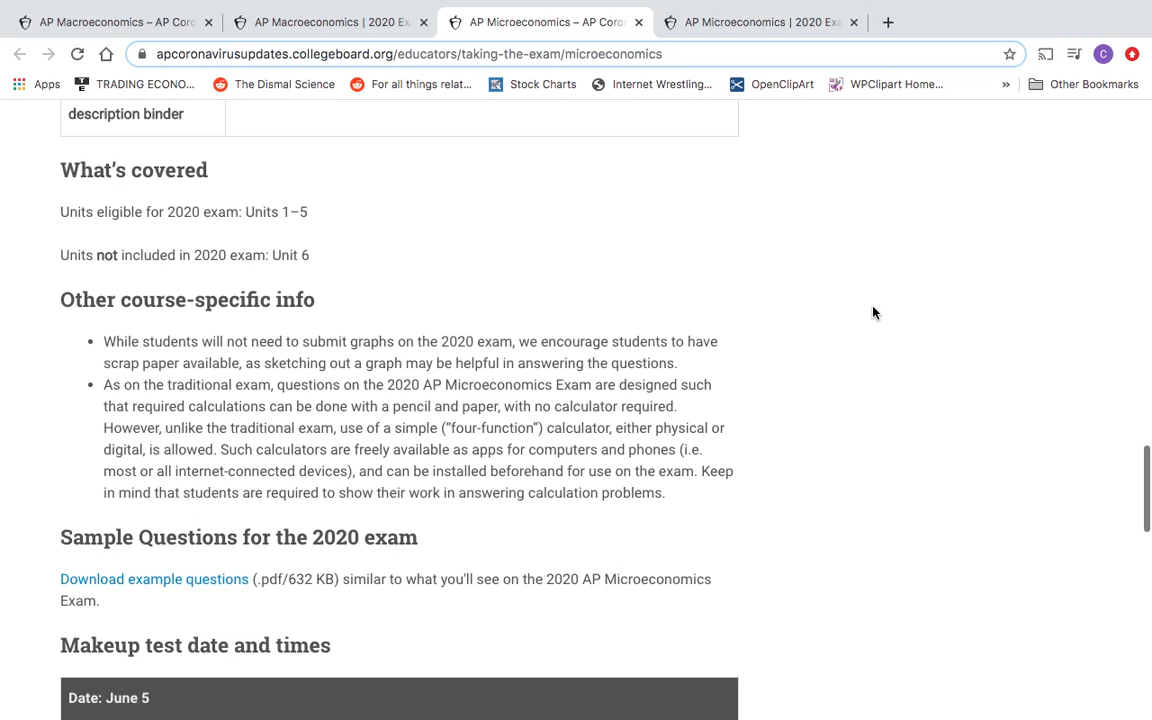 AP Macroeconomics – AP Coro
AP Macroeconomics | 2020 Ex
AP Microeconomics – AP Coro
AP Microeconomics | 2020 Exa
apcoronavirusupdates.collegeboard.org/educators/taking-the-exam/microeconomics
C
Apps
TRADING ECONO...
The Dismal Science
For all things relat...
Stock Charts
Internet Wrestling...
OpenClipArt
WPClipart Home...
»
Other Bookmarks
description binder
What's covered
Units eligible for 2020 exam: Units 1–5
Units not included in 2020 exam: Unit 6
Other course-specific info
• While students will not need to submit graphs on the 2020 exam, we encourage students to have
scrap paper available, as sketching out a graph may be helpful in answering the questions.
• As on the traditional exam, questions on the 2020 AP Microeconomics Exam are designed such
that required calculations can be done with a pencil and paper, with no calculator required.
However, unlike the traditional exam, use of a simple (“four-function”) calculator, either physical or
digital, is allowed. Such calculators are freely available as apps for computers and phones (i.e.
most or all internet-connected devices), and can be installed beforehand for use on the exam. Keep
in mind that students are required to show their work in answering calculation problems.
Sample Questions for the 2020 exam
Download example questions (.pdf/632 KB) similar to what you'll see on the 2020 AP Microeconomics
Exam.
Makeup test date and times
Date: June 5